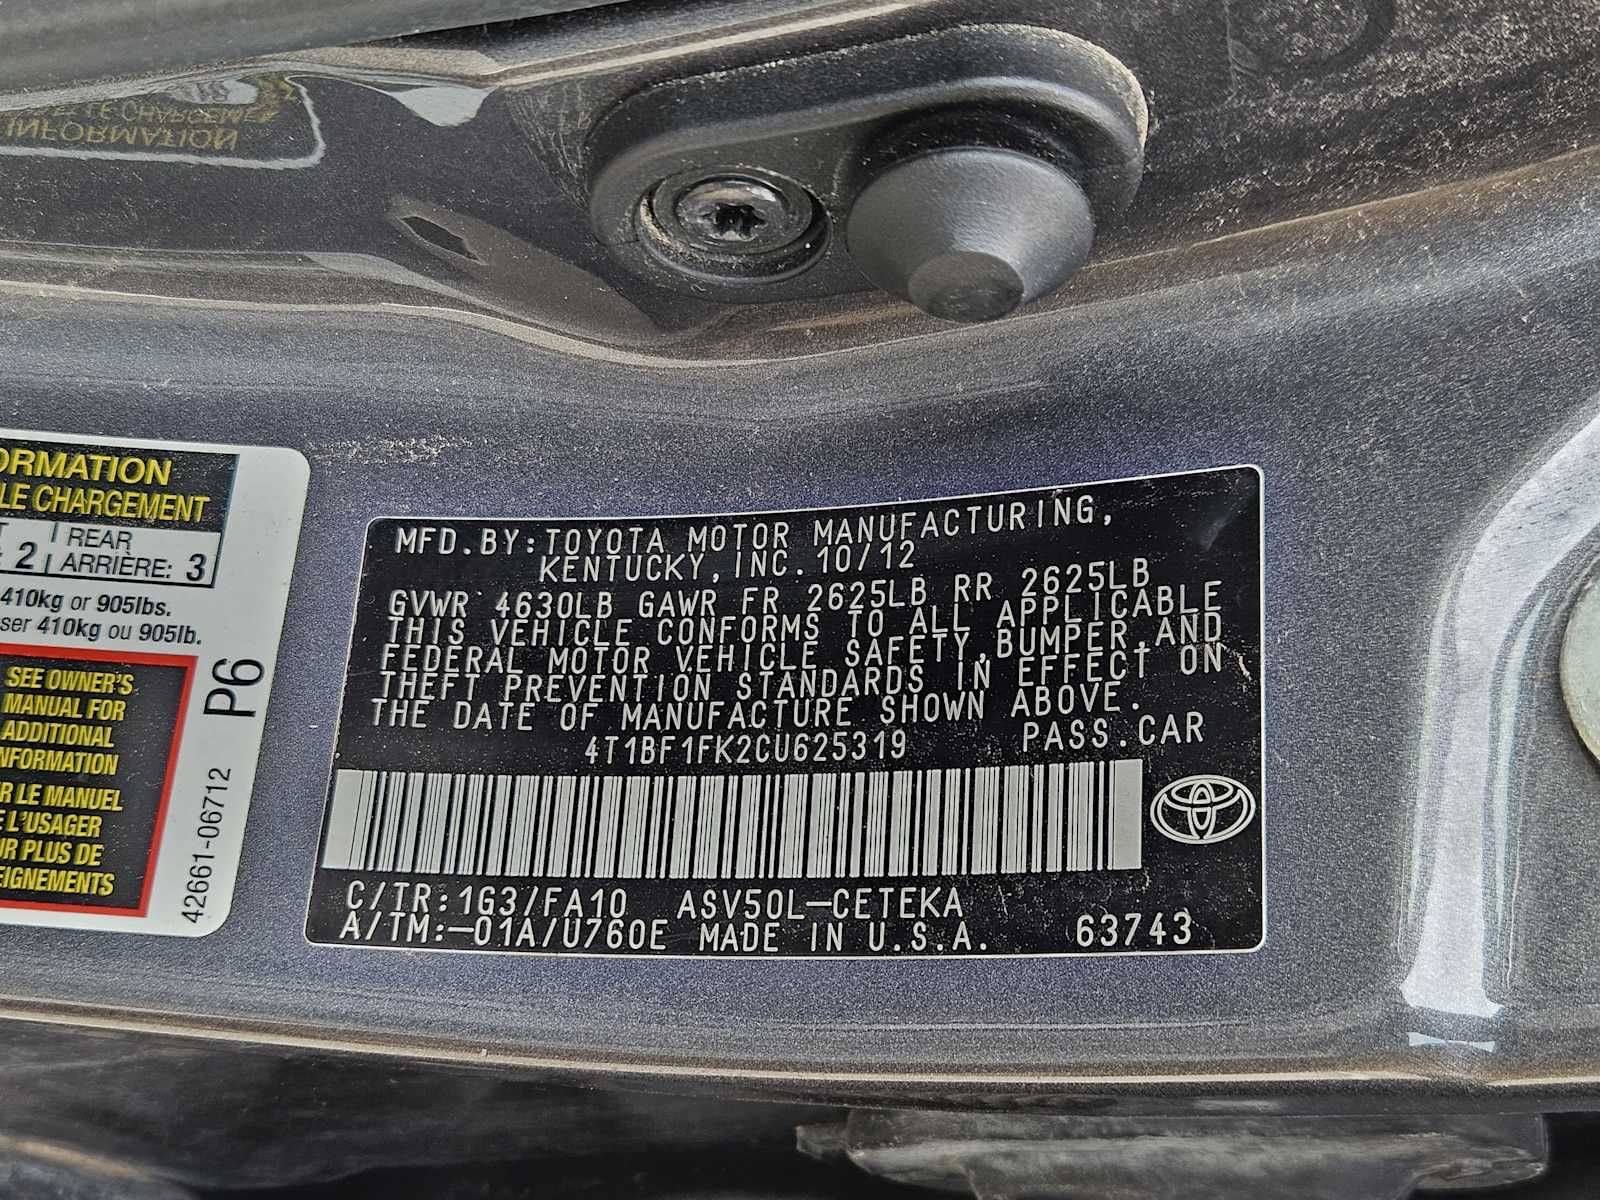 INFORMATION
LE CHARGEME
ORMATION
LE CHARGEMENT
T | REAR
2 | ARRIÈRE: 3
410kg or 905lbs.
ser 410kg ou 905lb.
SEE OWNER'S
MANUAL FOR
ADDITIONAL
NFORMATION
R LE MANUEL
E L'USAGER
UR PLUS DE
EIGNEMENTS
P6
42661-06712
MFD.BY:TOYOTA MOTOR MANUFACTURING,
KENTUCKY,INC.10/12
GVWR 4630LB GAWR FR 2625LB RR 2625LB
THIS VEHICLE CONFORMS TO ALL APPLICABLE
FEDERAL MOTOR VEHICLE SAFETY,BUMPER,AND
THEFT PREVENTION STANDARDS IN EFFECT ON
THE DATE OF MANUFACTURE SHOWN ABOVE.
4T1BF1FK2CU625319 PASS.CAR
C/TR:1G3/FA10 ASV50L-CETEKA
A/TM:-01A/U760E MADE IN U.S.A. 63743